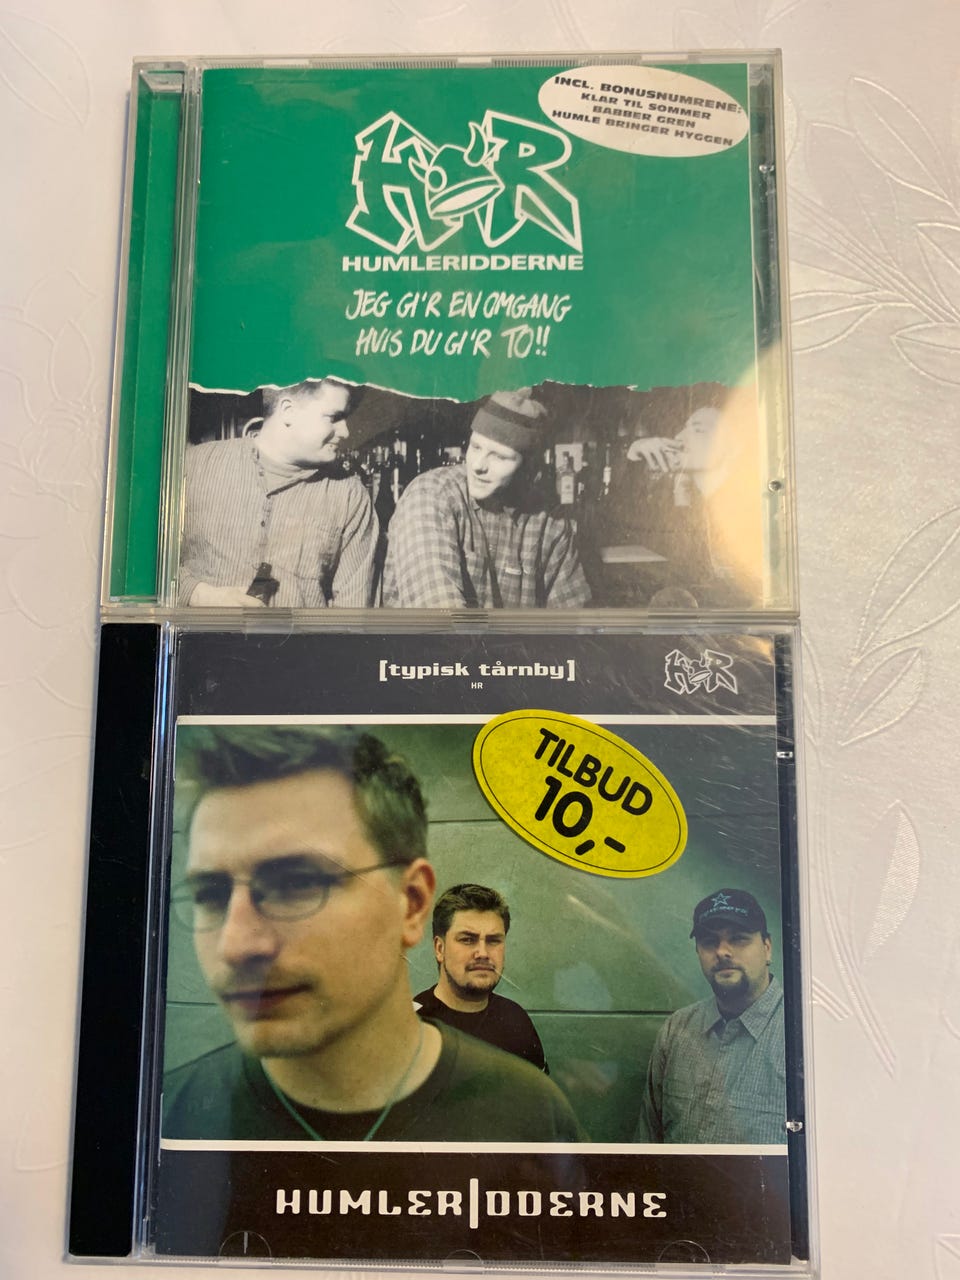 INCL. BONUSNUMRENE:
KLAR TIL SOMMER
BABBER GREN
HUMLE BRINGER HYGGEN
HR
HUMLERIDDERNE
JEG GI'R EN OMGANG
HVIS DU GI'R TO!!
[typisk tårnby]
HR
HR
TILBUD
10,-
HUMLERIDDERNE